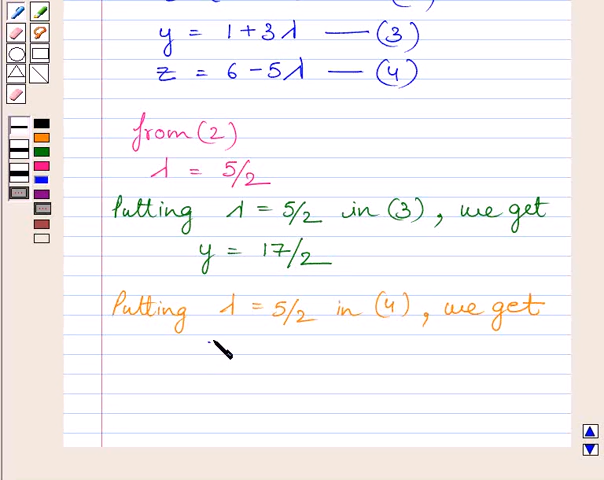 y = 1 + 3λ —— (3)
z = 6 - 5λ — (4)
from (2)
λ = 5/2
Putting λ = 5/2 in (3), we get
y = 17/2
Putting λ = 5/2 in (4), we get